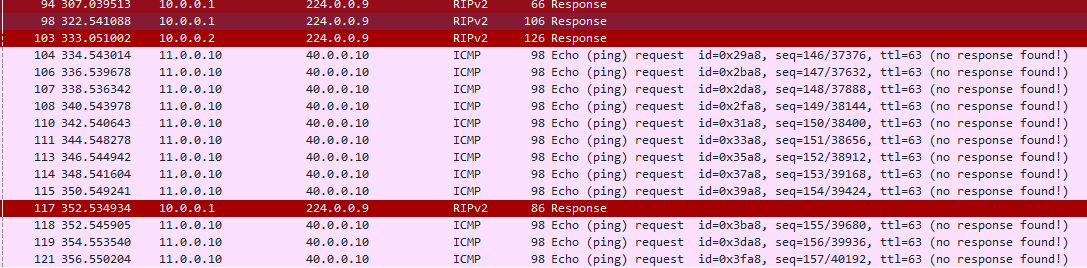 94 307.039513 10.0.0.1 224.0.0.9 RIPv2 66 Response
98 322.541088 10.0.0.1 224.0.0.9 RIPv2 106 Response
103 333.051002 10.0.0.2 224.0.0.9 RIPv2 126 Response
104 334.543014 11.0.0.10 40.0.0.10 ICMP 98 Echo (ping) request id=0x29a8, seq=146/37376, ttl=63 (no response found!)
106 336.539678 11.0.0.10 40.0.0.10 ICMP 98 Echo (ping) request id=0x2ba8, seq=147/37632, ttl=63 (no response found!)
107 338.536342 11.0.0.10 40.0.0.10 ICMP 98 Echo (ping) request id=0x2da8, seq=148/37888, ttl=63 (no response found!)
108 340.543978 11.0.0.10 40.0.0.10 ICMP 98 Echo (ping) request id=0x2fa8, seq=149/38144, ttl=63 (no response found!)
110 342.540643 11.0.0.10 40.0.0.10 ICMP 98 Echo (ping) request id=0x31a8, seq=150/38400, ttl=63 (no response found!)
111 344.548278 11.0.0.10 40.0.0.10 ICMP 98 Echo (ping) request id=0x33a8, seq=151/38656, ttl=63 (no response found!)
113 346.544942 11.0.0.10 40.0.0.10 ICMP 98 Echo (ping) request id=0x35a8, seq=152/38912, ttl=63 (no response found!)
114 348.541604 11.0.0.10 40.0.0.10 ICMP 98 Echo (ping) request id=0x37a8, seq=153/39168, ttl=63 (no response found!)
115 350.549241 11.0.0.10 40.0.0.10 ICMP 98 Echo (ping) request id=0x39a8, seq=154/39424, ttl=63 (no response found!)
117 352.534934 10.0.0.1 224.0.0.9 RIPv2 86 Response
118 352.545905 11.0.0.10 40.0.0.10 ICMP 98 Echo (ping) request id=0x3ba8, seq=155/39680, ttl=63 (no response found!)
119 354.553540 11.0.0.10 40.0.0.10 ICMP 98 Echo (ping) request id=0x3da8, seq=156/39936, ttl=63 (no response found!)
121 356.550204 11.0.0.10 40.0.0.10 ICMP 98 Echo (ping) request id=0x3fa8, seq=157/40192, ttl=63 (no response found!)